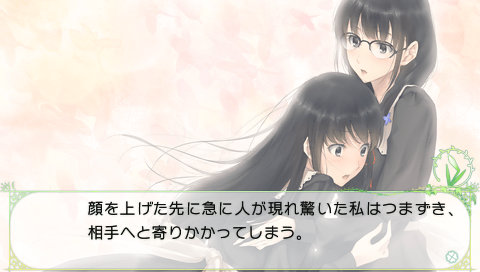 顔を上げた先に急に人が現れ驚いた私はつまずき、
相手へと寄りかかってしまう。